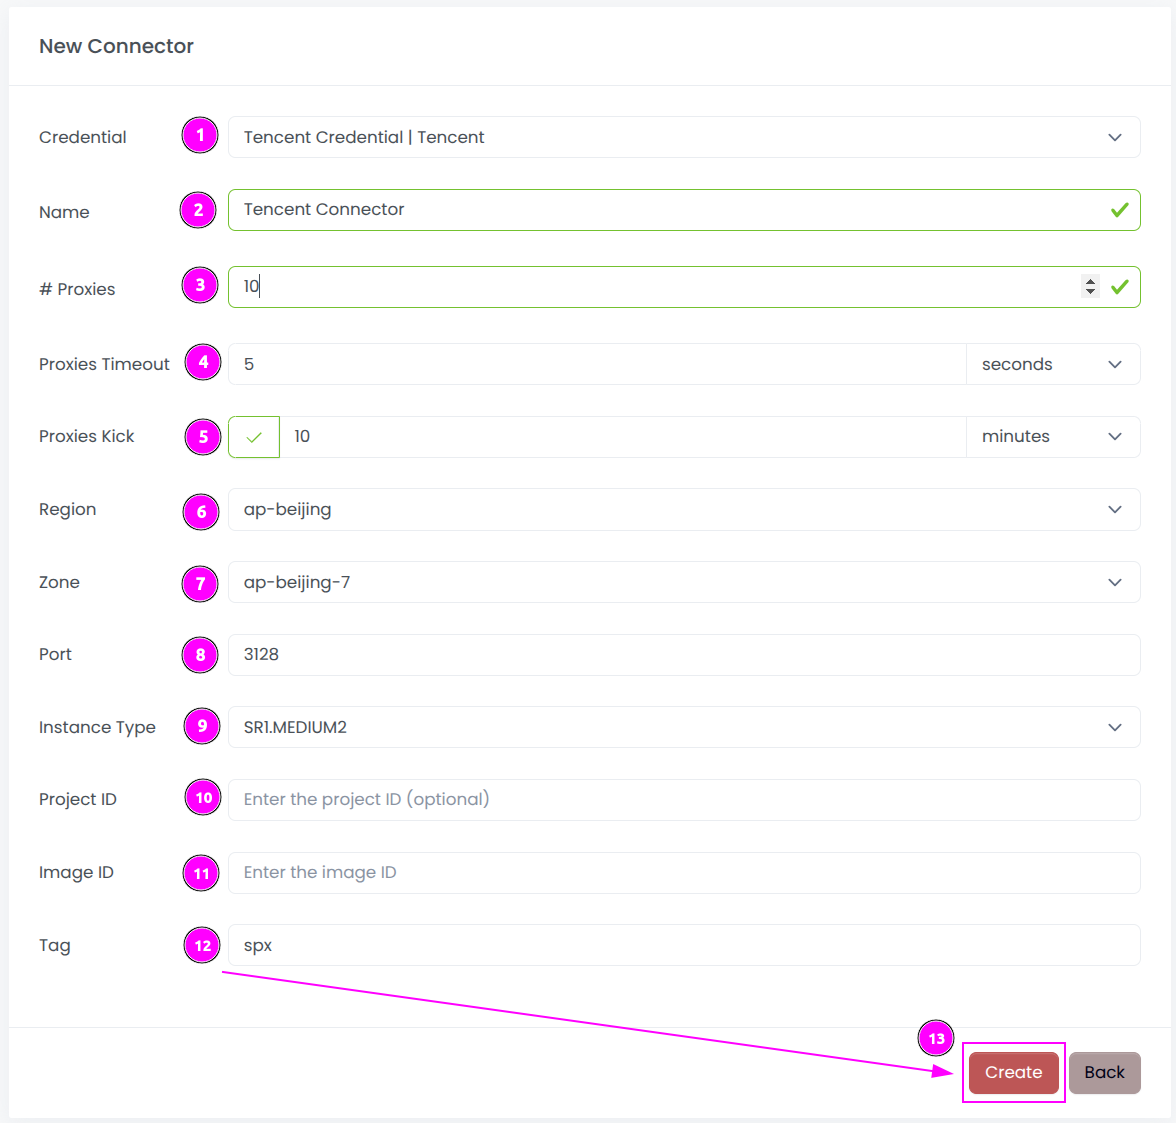 New Connector
Credential 1 Tencent Credential | Tencent
Name 2 Tencent Connector
# Proxies 3 10
Proxies Timeout 4 5 seconds
Proxies Kick 5 10 minutes
Region 6 ap-beijing
Zone 7 ap-beijing-7
Port 8 3128
Instance Type 9 SR1.MEDIUM2
Project ID 10 Enter the project ID (optional)
Image ID 11 Enter the image ID
Tag 12 spx
13
Create Back